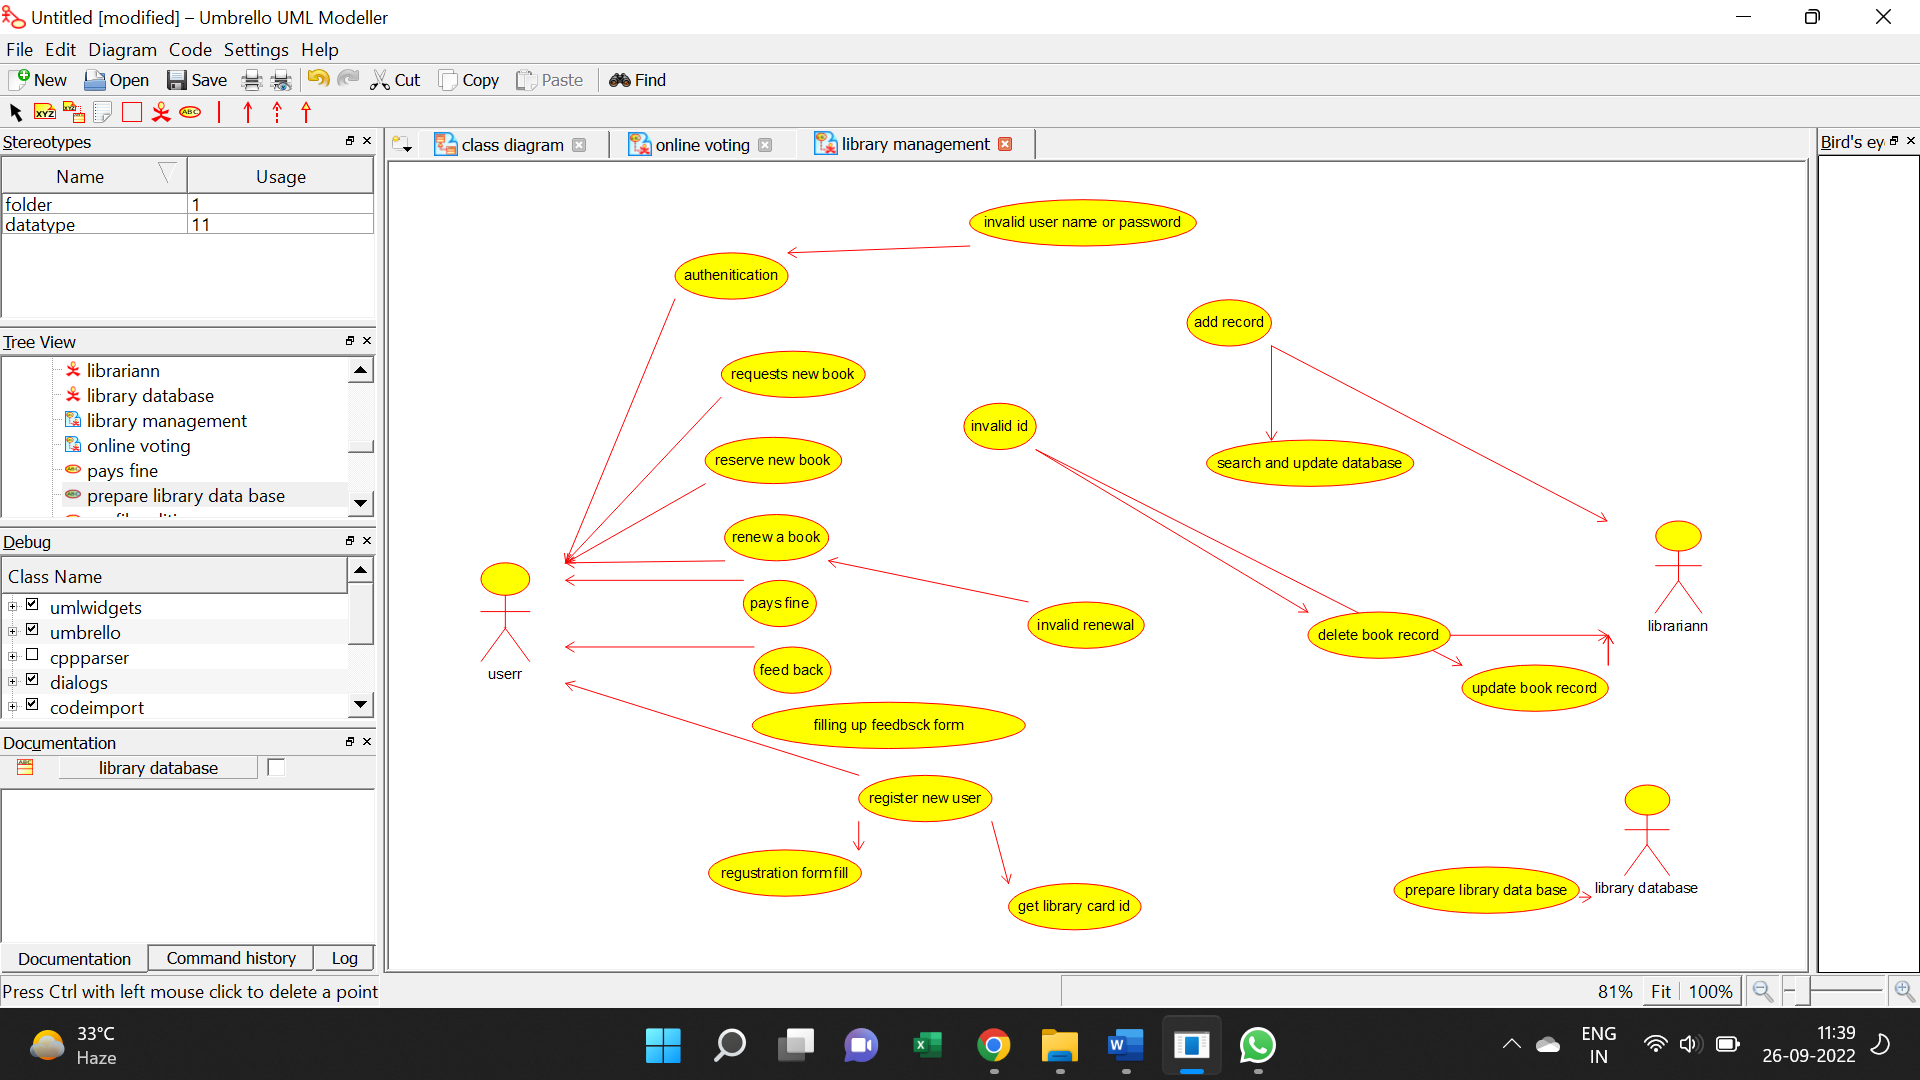 Untitled [modified] – Umbrello UML Modeller
File Edit Diagram Code Settings Help
New Open Save Cut Copy Paste Find
XYZ XYZ ABC
Stereotypes
Name Usage
folder 1
datatype 11
Tree View
librariann
library database
library management
online voting
pays fine
prepare library data base
Debug
Class Name
umlwidgets
umbrello
cppparser
dialogs
codeimport
Documentation
library database
Documentation Command history Log
Press Ctrl with left mouse click to delete a point
class diagram online voting library management
invalid user name or password
authenitication
add record
requests new book
invalid id
reserve new book
search and update database
renew a book
pays fine
invalid renewal
delete book record
librariann
userr
feed back
update book record
filling up feedbsck form
register new user
regustration form fill
get library card id
prepare library data base
library database
Bird's ey
81% Fit 100%
33°C
Haze
ENG
IN
11:39
26-09-2022